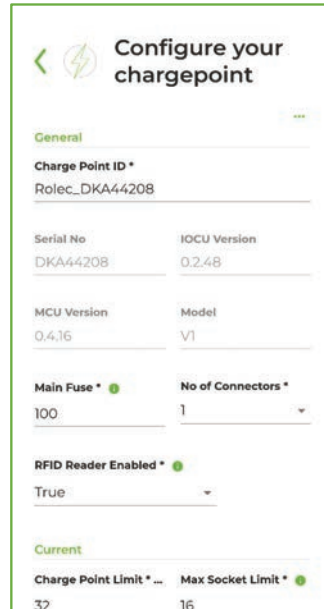 Configure your
chargepoint
...
General
Charge Point ID *
Rolec_DKA44208
Serial No IOCU Version
DKA44208 0.2.48
MCU Version Model
0.4.16 V1
Main Fuse * No of Connectors *
100 1
RFID Reader Enabled *
True
Current
Charge Point Limit * ... Max Socket Limit *
32 16